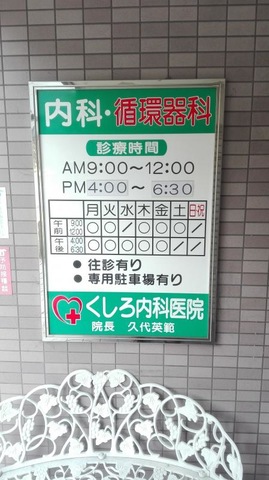 内科・循環器科
診療時間
AM9:00〜12:00
PM4:00〜6:30
月火水木金土日祝
午前 9:00 12:00 ○○/○○○/
午後 4:00 6:30 ○○○○○//
● 往診有り
● 専用駐車場有り
くしろ内科医院
院長 久代英範